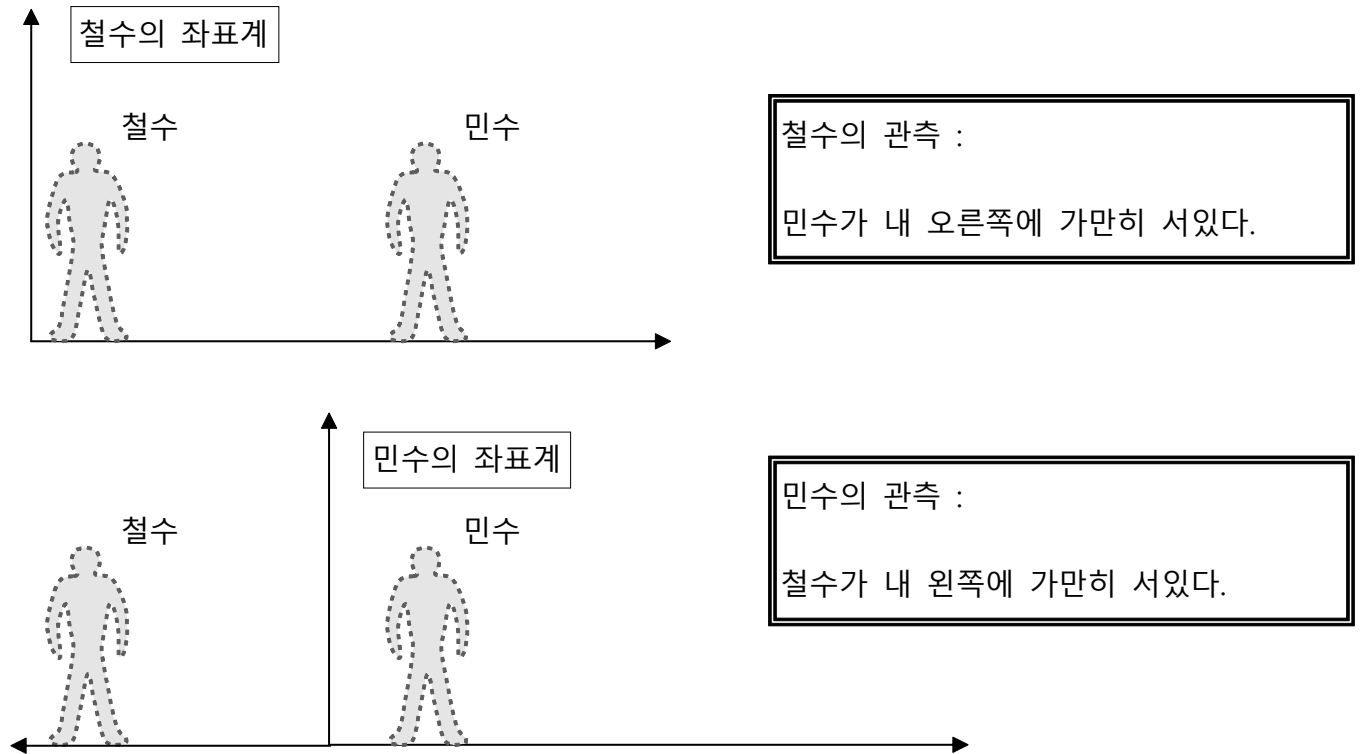 철수의 좌표계
철수
민수
철수의 관측 :
민수가 내 오른쪽에 가만히 서있다.
민수의 좌표계
철수
민수
민수의 관측 :
철수가 내 왼쪽에 가만히 서있다.